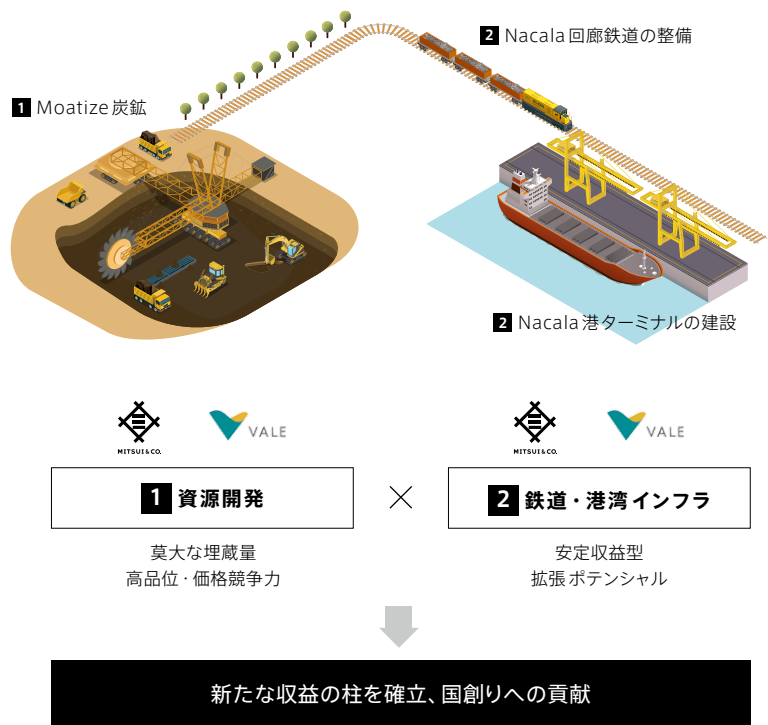 2 Nacala回廊鉄道の整備
1 Moatize炭鉱
2 Nacala港ターミナルの建設
MITSUI & CO.
VALE
MITSUI & CO.
VALE
1 資源開発
×
2 鉄道・港湾インフラ
莫大な埋蔵量
高品位・価格競争力
安定収益型
拡張ポテンシャル
新たな収益の柱を確立、国創りへの貢献